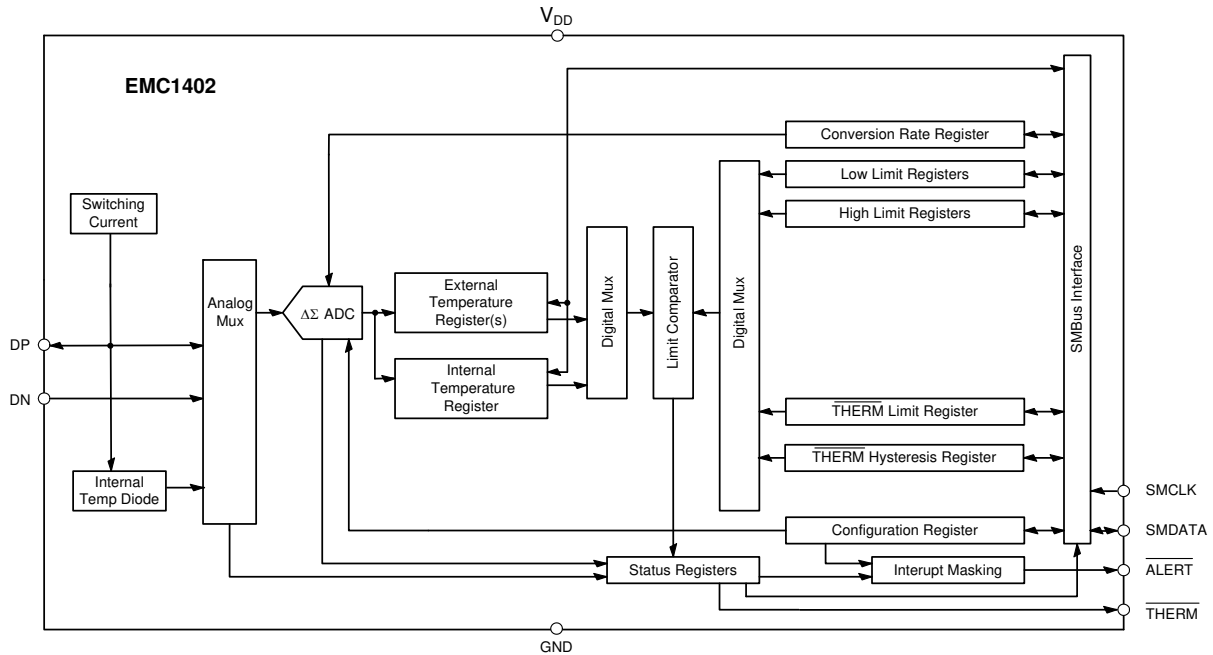 V_DD
EMC1402
Conversion Rate Register
Low Limit Registers
High Limit Registers
Switching
Current
Analog
Mux
ΔΣ ADC
External
Temperature
Register(s)
Internal
Temperature
Register
Digital Mux
Limit Comparator
Digital Mux
SMBus Interface
DP
DN
Internal
Temp Diode
THERM Limit Register
THERM Hysteresis Register
Configuration Register
Status Registers
Interupt Masking
SMCLK
SMDATA
ALERT
THERM
GND